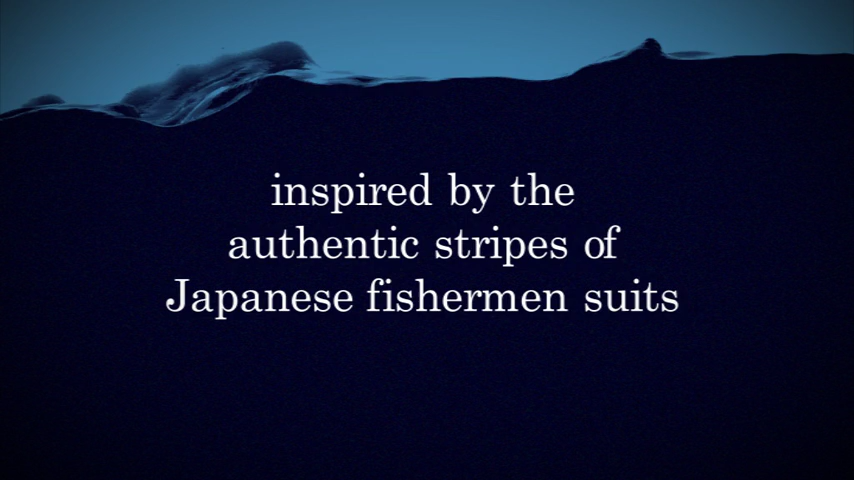 inspired by the
authentic stripes of
Japanese fishermen suits